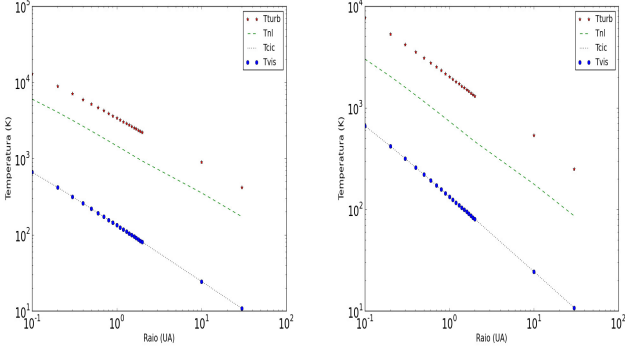 10^5
10^4
10^3
10^2
10^1
Temperatura (K)
Tturb
Tnl
Tcic
Tvis
10^-1
10^0
10^1
10^2
Raio (UA)
10^4
10^3
10^2
10^1
Temperatura (K)
Tturb
Tnl
Tcic
Tvis
10^-1
10^0
10^1
10^2
Raio (UA)